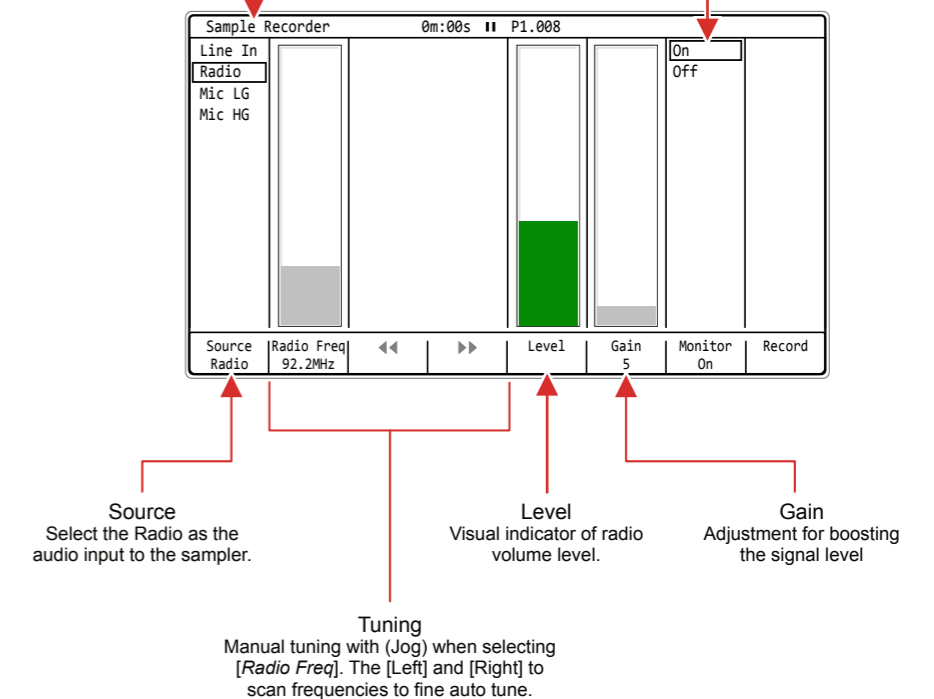 Sample Recorder 0m:00s II P1.008
Line In
Radio
Mic LG
Mic HG
On
Off
Source
Radio
Radio Freq
92.2MHz
Level
Gain
5
Monitor
On
Record
Source
Select the Radio as the
audio input to the sampler.
Level
Visual indicator of radio
volume level.
Gain
Adjustment for boosting
the signal level
Tuning
Manual tuning with (Jog) when selecting
[Radio Freq]. The [Left] and [Right] to
scan frequencies to fine auto tune.